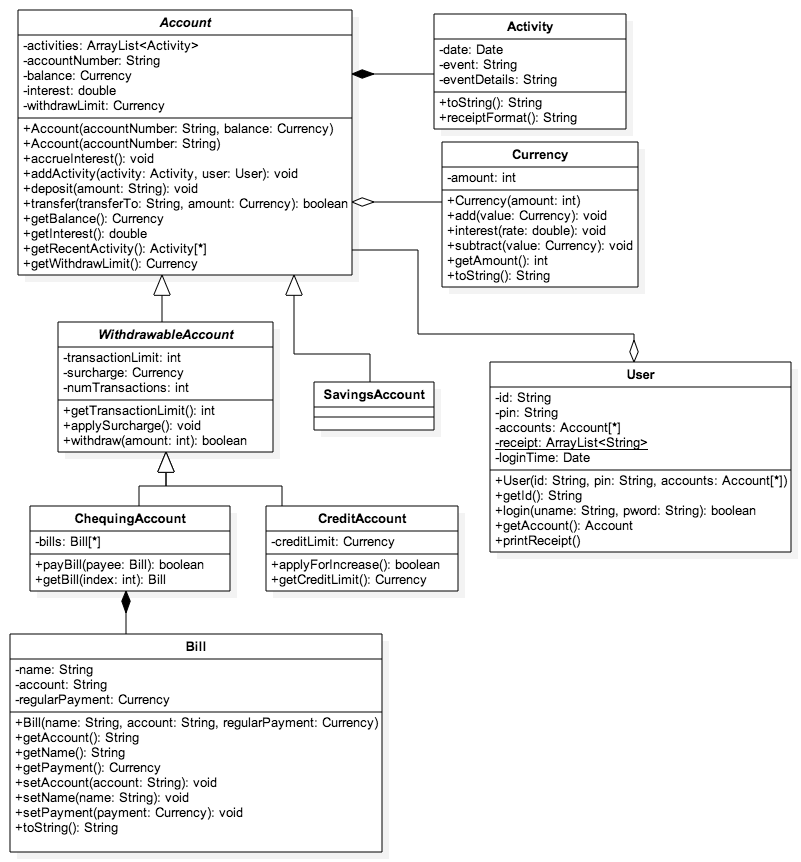 Account
-activities: ArrayList<Activity>
-accountNumber: String
-balance: Currency
-interest: double
-withdrawLimit: Currency
+Account(accountNumber: String, balance: Currency)
+Account(accountNumber: String)
+accrueInterest(): void
+addActivity(activity: Activity, user: User): void
+deposit(amount: String): void
+transfer(transferTo: String, amount: Currency): boolean
+getBalance(): Currency
+getInterest(): double
+getRecentActivity(): Activity[*]
+getWithdrawLimit(): Currency
Activity
-date: Date
-event: String
-eventDetails: String
+toString(): String
+receiptFormat(): String
Currency
-amount: int
+Currency(amount: int)
+add(value: Currency): void
+interest(rate: double): void
+subtract(value: Currency): void
+getAmount(): int
+toString(): String
WithdrawableAccount
-transactionLimit: int
-surcharge: Currency
-numTransactions: int
+getTransactionLimit(): int
+applySurcharge(): void
+withdraw(amount: int): boolean
SavingsAccount
User
-id: String
-pin: String
-accounts: Account[*]
-receipt: ArrayList<String>
-loginTime: Date
+User(id: String, pin: String, accounts: Account[*])
+getId(): String
+login(uname: String, pword: String): boolean
+getAccount(): Account
+printReceipt()
ChequingAccount
-bills: Bill[*]
+payBill(payee: Bill): boolean
+getBill(index: int): Bill
CreditAccount
-creditLimit: Currency
+applyForIncrease(): boolean
+getCreditLimit(): Currency
Bill
-name: String
-account: String
-regularPayment: Currency
+Bill(name: String, account: String, regularPayment: Currency)
+getAccount(): String
+getName(): String
+getPayment(): Currency
+setAccount(account: String): void
+setName(name: String): void
+setPayment(payment: Currency): void
+toString(): String